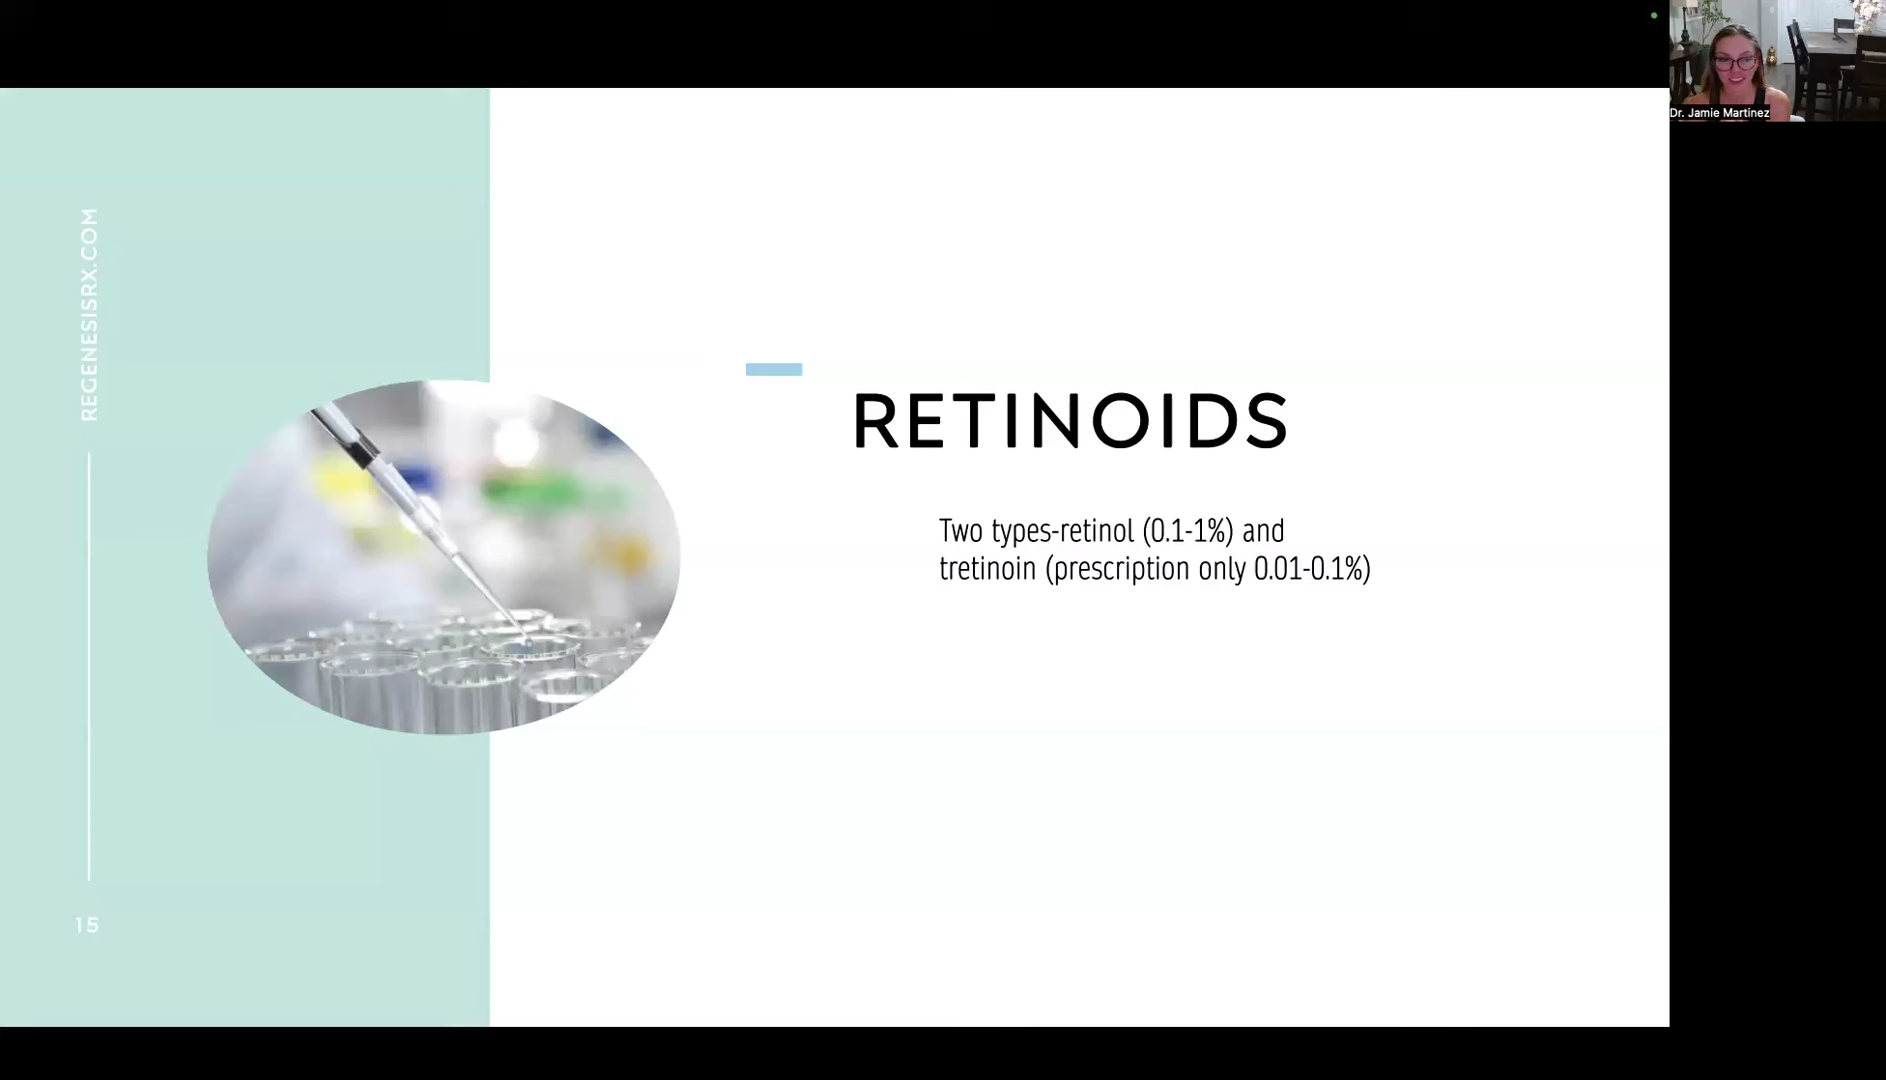 Dr. Jamie Martinez
REGENESISRX.COM
RETINOIDS
Two types-retinol (0.1-1%) and
tretinoin (prescription only 0.01-0.1%)
15